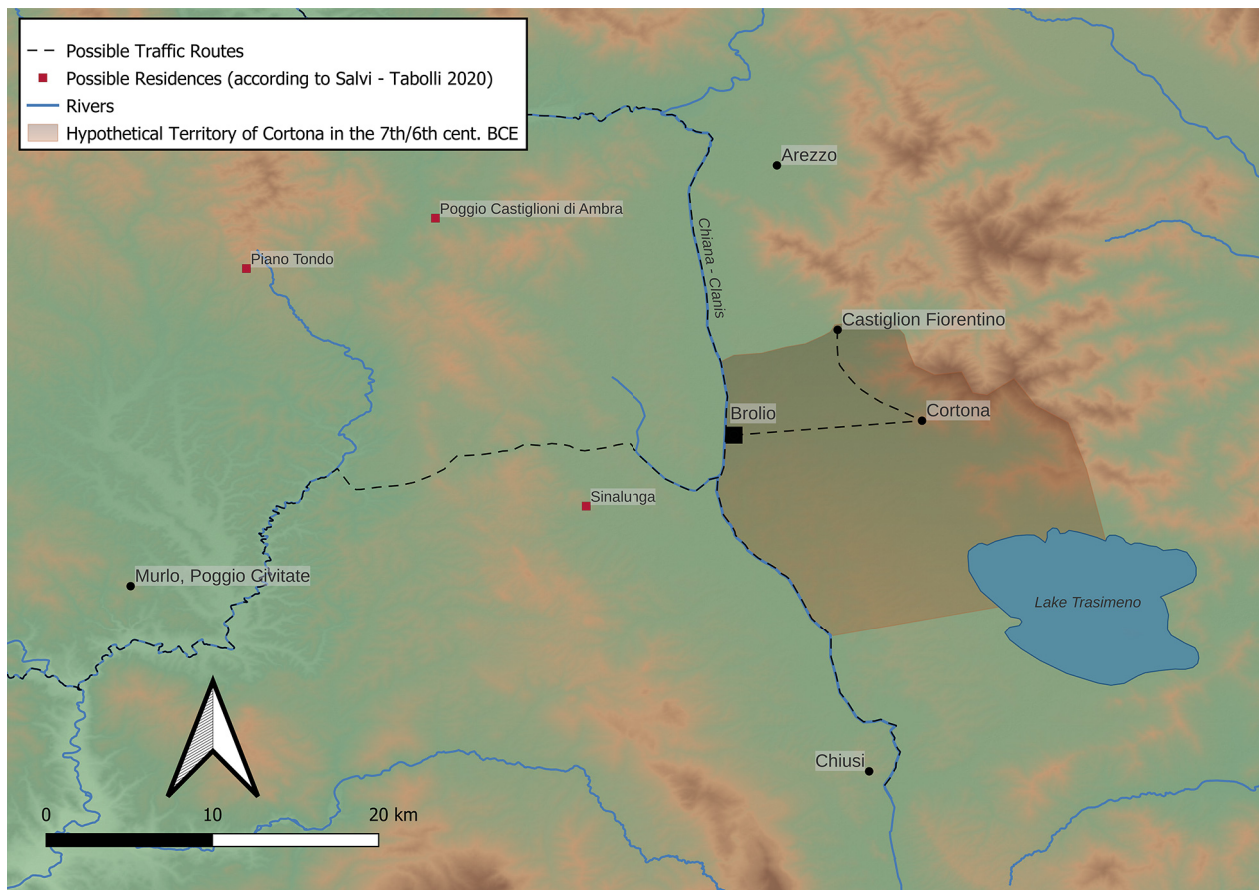 Possible Traffic Routes
Possible Residences (according to Salvi - Tabolli 2020)
Rivers
Hypothetical Territory of Cortona in the 7th/6th cent. BCE
Arezzo
Poggio Castiglioni di Ambra
Chiana - Clanis
Piano Tondo
Castiglion Fiorentino
Brolio
Cortona
Sinalunga
Murlo, Poggio Civitate
Lake Trasimeno
Chiusi
0 10 20 km